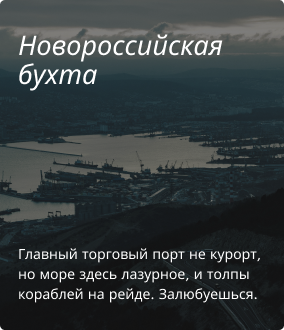 Новороссийская
бухта
Главный торговый порт не курорт,
но море здесь лазурное, и толпы
кораблей на рейде. Залюбуешься.